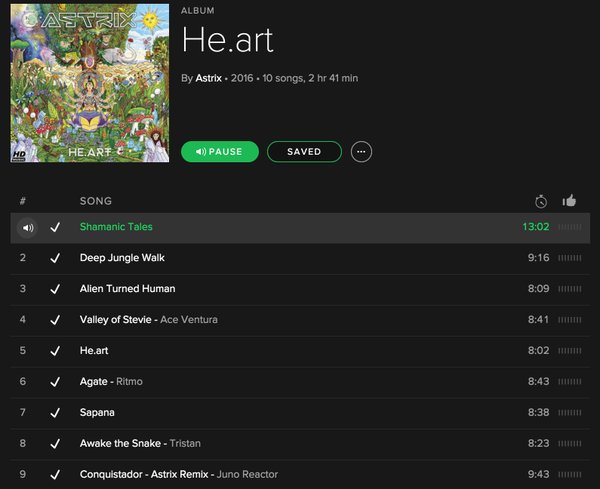 ASTRIX
HE.ART
HD
ALBUM
He.art
By Astrix • 2016 • 10 songs, 2 hr 41 min
PAUSE
SAVED
# SONG
Shamanic Tales 13:02
2 Deep Jungle Walk 9:16
3 Alien Turned Human 8:09
4 Valley of Stevie - Ace Ventura 8:41
5 He.art 8:02
6 Agate - Ritmo 8:43
7 Sapana 8:38
8 Awake the Snake - Tristan 8:23
9 Conquistador - Astrix Remix - Juno Reactor 9:43